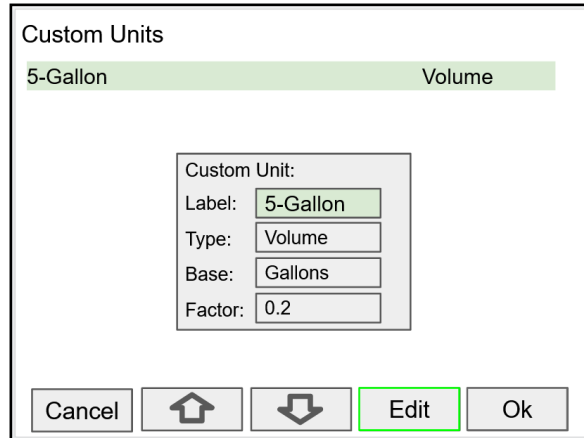 Custom Units
5-Gallon Volume
Custom Unit:
Label: 5-Gallon
Type: Volume
Base: Gallons
Factor: 0.2
Cancel Edit Ok